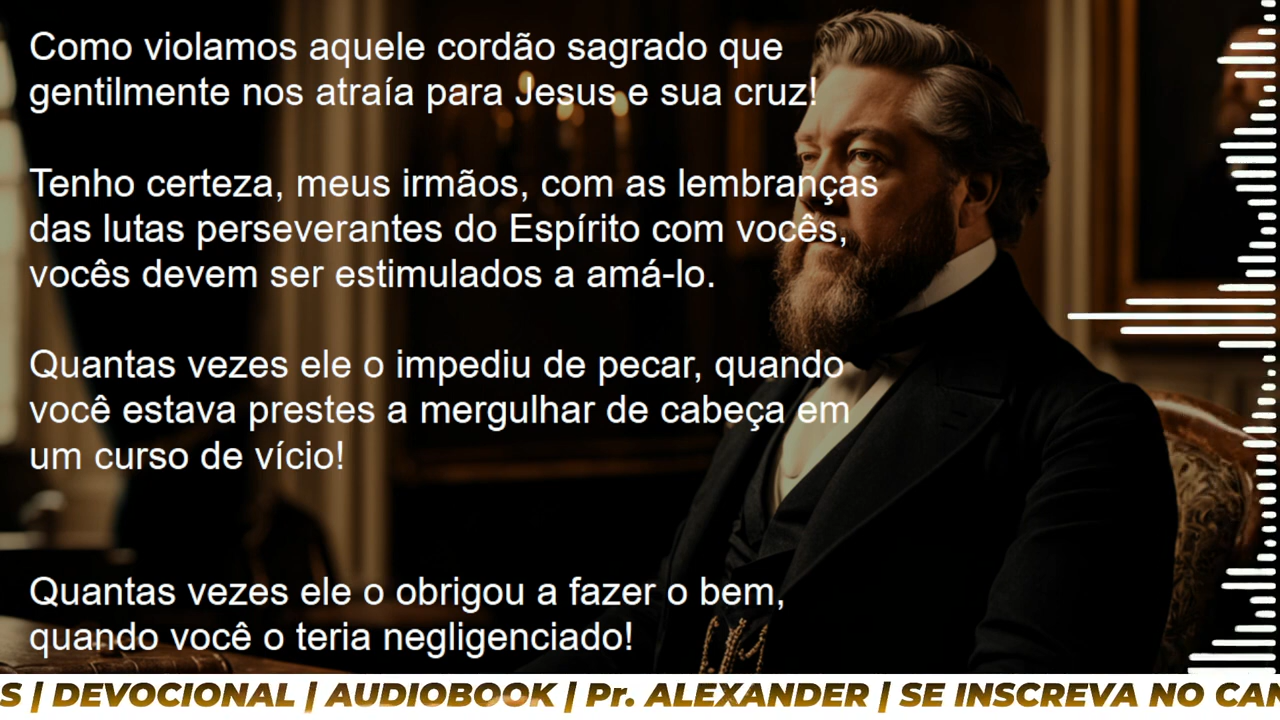 Como violamos aquele cordão sagrado que
gentilmente nos atraía para Jesus e sua cruz!
Tenho certeza, meus irmãos, com as lembranças
das lutas perseverantes do Espírito com vocês,
vocês devem ser estimulados a amá-lo.
Quantas vezes ele o impediu de pecar, quando
você estava prestes a mergulhar de cabeça em
um curso de vício!
Quantas vezes ele o obrigou a fazer o bem,
quando você o teria negligenciado!
S | DEVOCIONAL | AUDIOBOOK | Pr. ALEXANDER | SE INSCREVA NO CAN